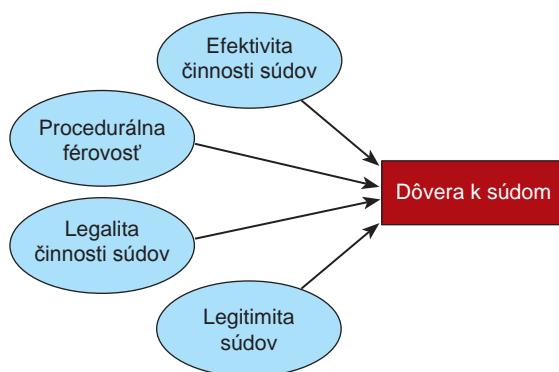 Efektivita
činnosti súdov
Procedurálna
férovosť
Dôvera k súdom
Legalita
činnosti súdov
Legitimita
súdov